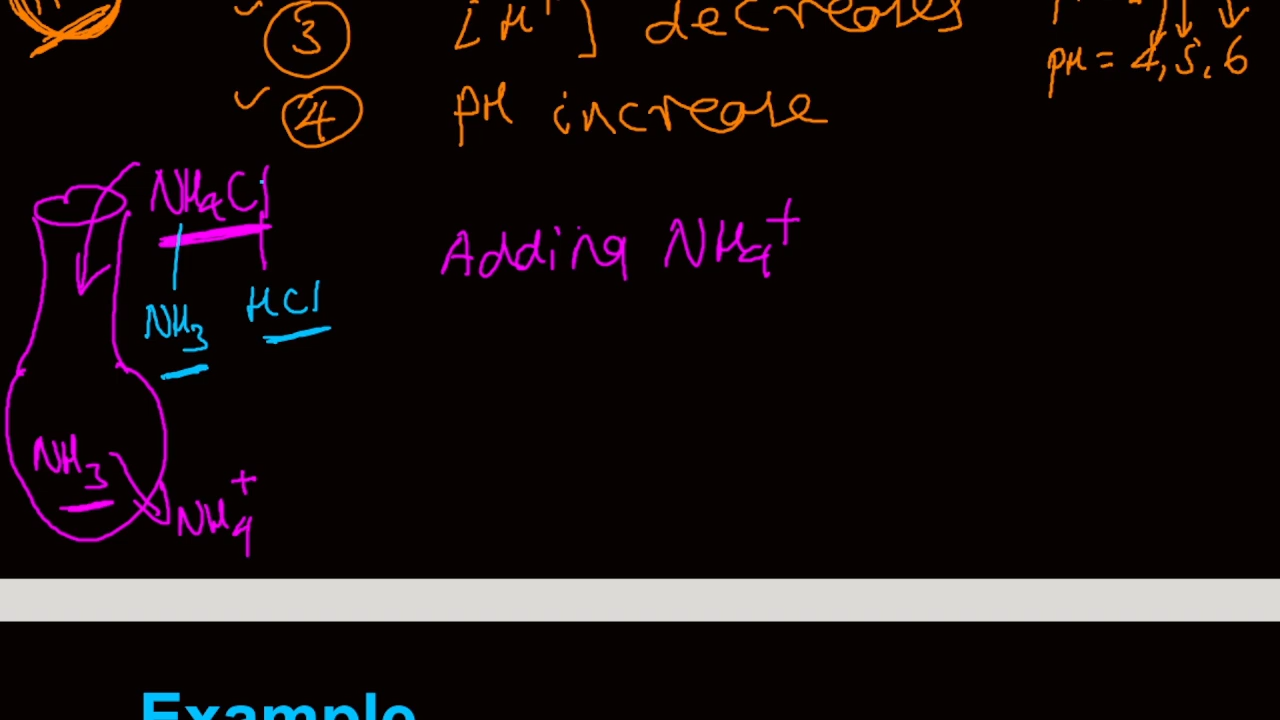 3 [H+] decreases
pH = 4, 5, 6
4 pH increase
NH4Cl
Adding NH4+
NH3 HCl
NH3
NH4+
Example